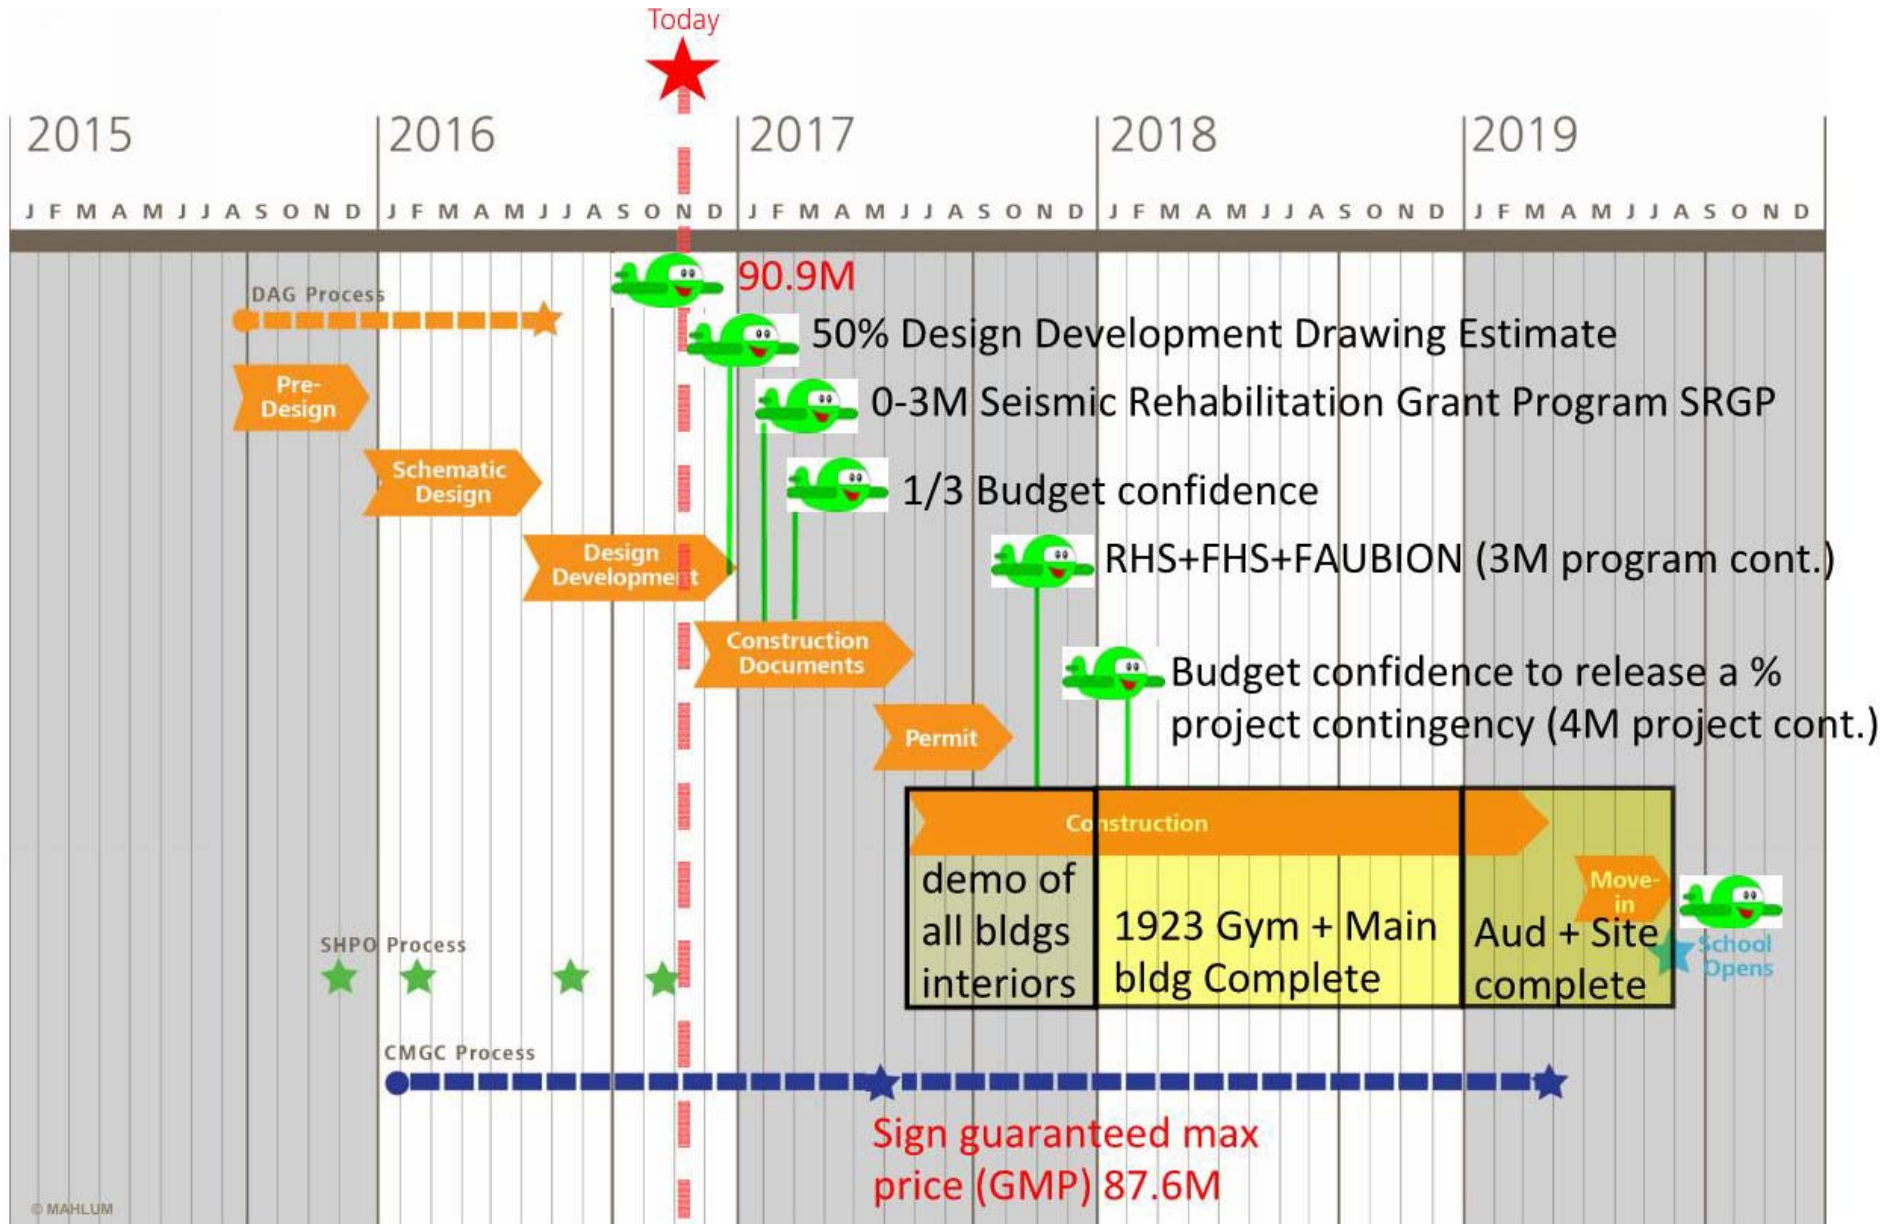 Today
2015
2016
2017
2018
2019
J F M A M J J A S O N D J F M A M J J A S O N D J F M A M J J A S O N D J F M A M J J A S O N D J F M A M J J A S O N D
90.9M
DAG Process
50% Design Development Drawing Estimate
Pre-
Design
0-3M Seismic Rehabilitation Grant Program SRGP
Schematic
Design
1/3 Budget confidence
Design
Development
RHS+FHS+FAUBION (3M program cont.)
Construction
Documents
Budget confidence to release a %
project contingency (4M project cont.)
Permit
Construction
demo of
all bldgs
interiors
1923 Gym + Main
bldg Complete
Move-
in
Aud + Site
complete
School
Opens
SHPO Process
CMGC Process
Sign guaranteed max
price (GMP) 87.6M
© MAHLUM